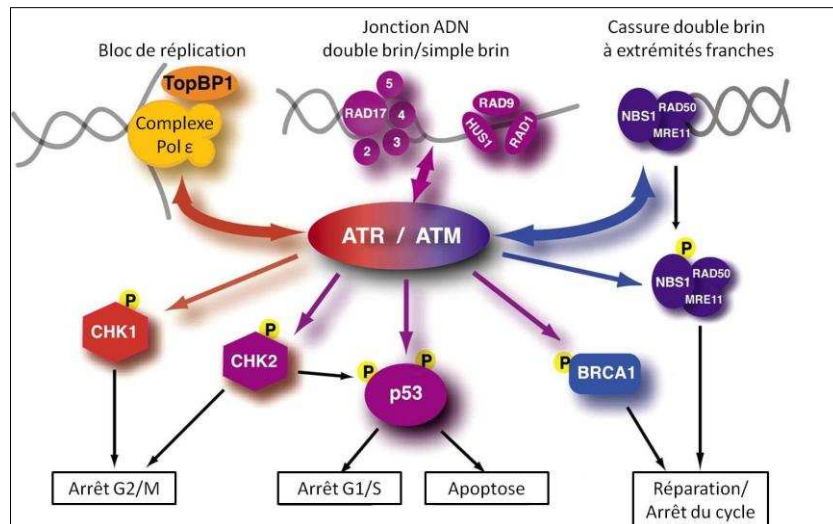 Bloc de réplication
Jonction ADN
double brin/simple brin
Cassure double brin
à extrémités franches
TopBP1
Complexe
Pol ε
5
RAD17
4
3
2
RAD9
HUS1
RAD1
NBS1
RAD50
MRE11
ATR / ATM
P
NBS1
RAD50
MRE11
P
CHK1
P
CHK2
P
P
p53
P
BRCA1
Arrêt G2/M
Arrêt G1/S
Apoptose
Réparation/
Arrêt du cycle